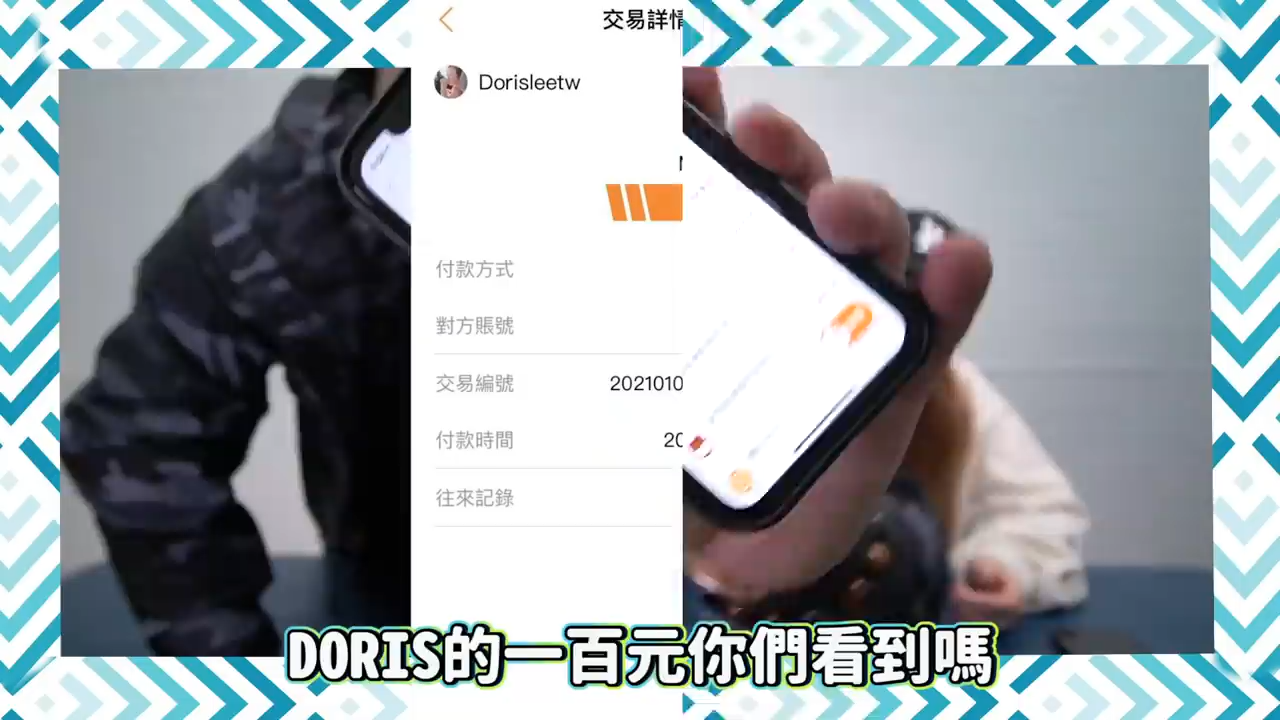 交易詳情
Dorisleetw
付款方式
對方賬號
交易編號 2021010
付款時間 20
往來記錄
DORIS的一百元你們看到嗎